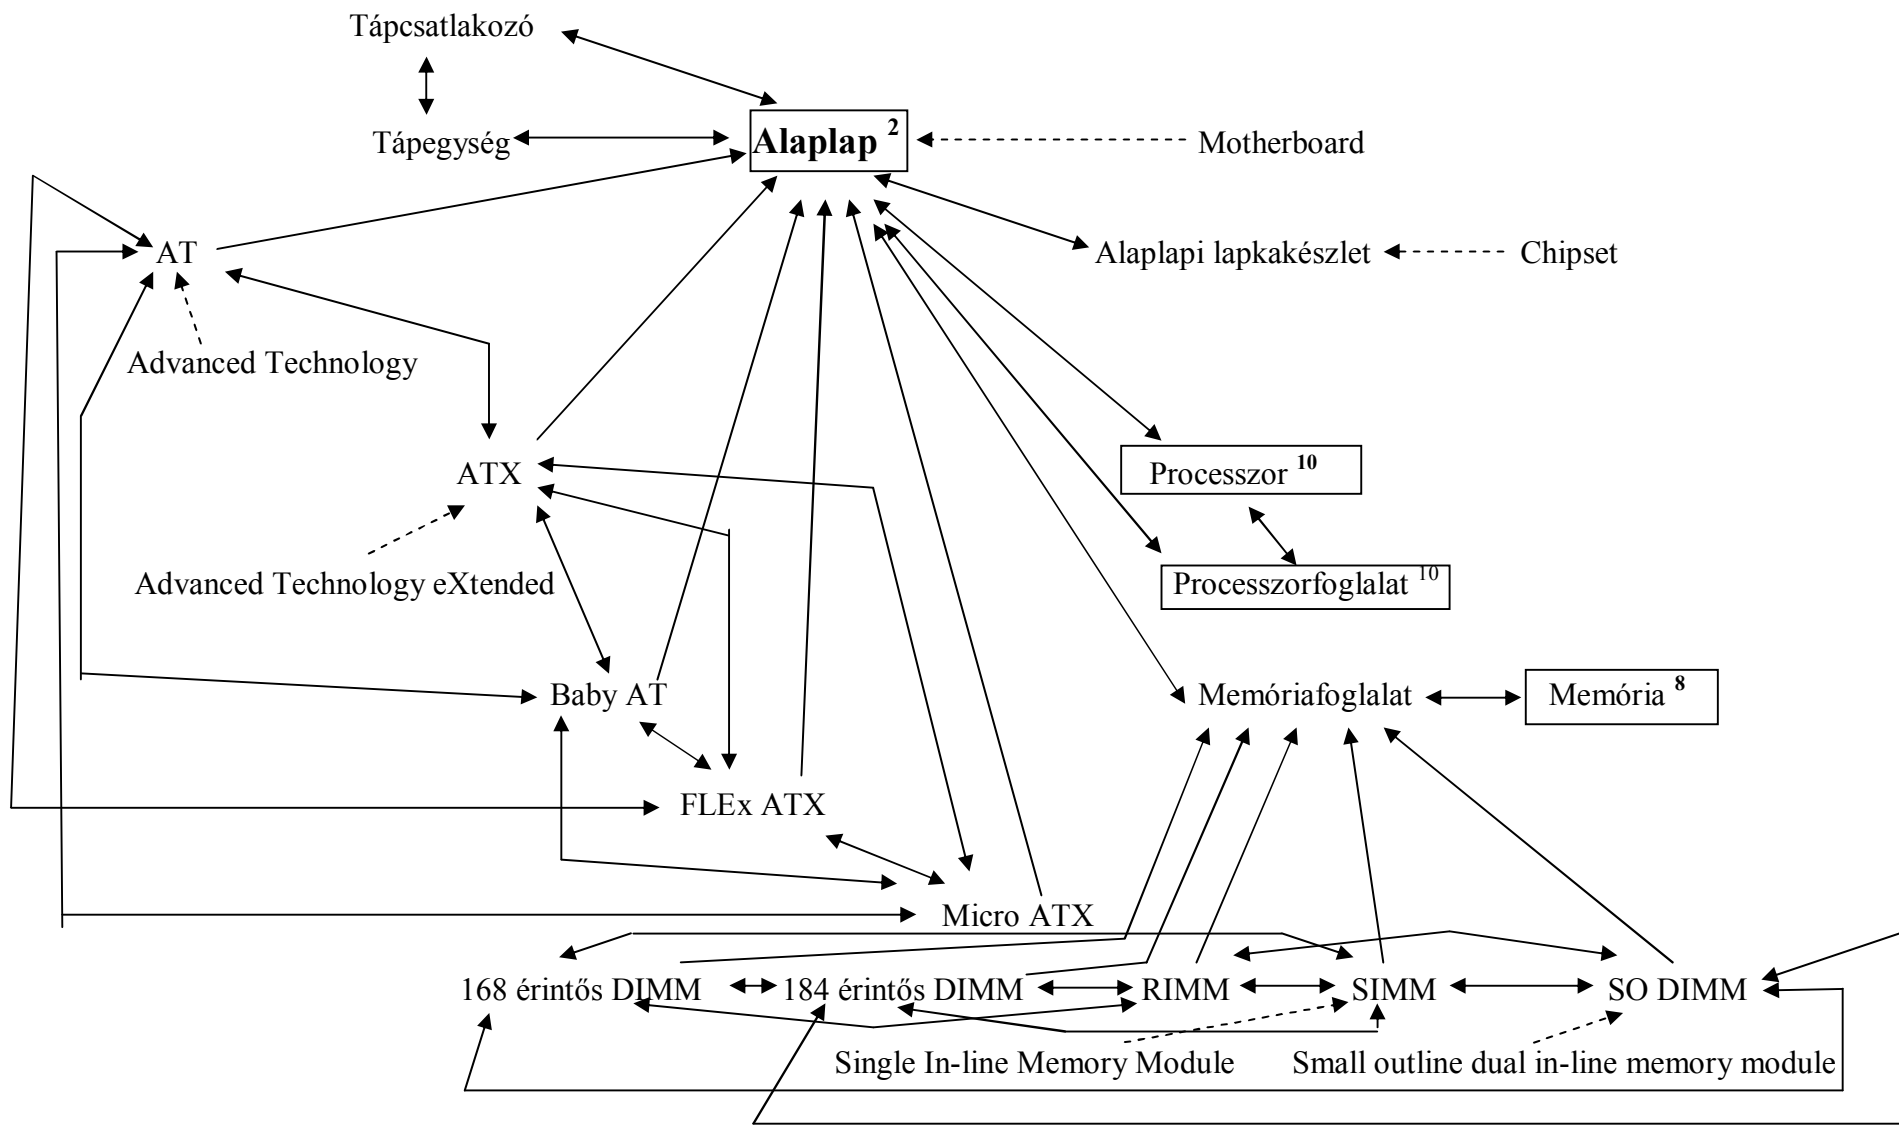 Tápcsatlakozó
Tápegység
Alaplap 2
Motherboard
AT
Alaplapi lapkakészlet
Chipset
Advanced Technology
ATX
Processzor 10
Advanced Technology eXtended
Processzorfoglalat 10
Baby AT
Memóriafoglalat
Memória 8
FLEx ATX
Micro ATX
168 érintős DIMM
184 érintős DIMM
RIMM
SIMM
SO DIMM
Single In-line Memory Module
Small outline dual in-line memory module